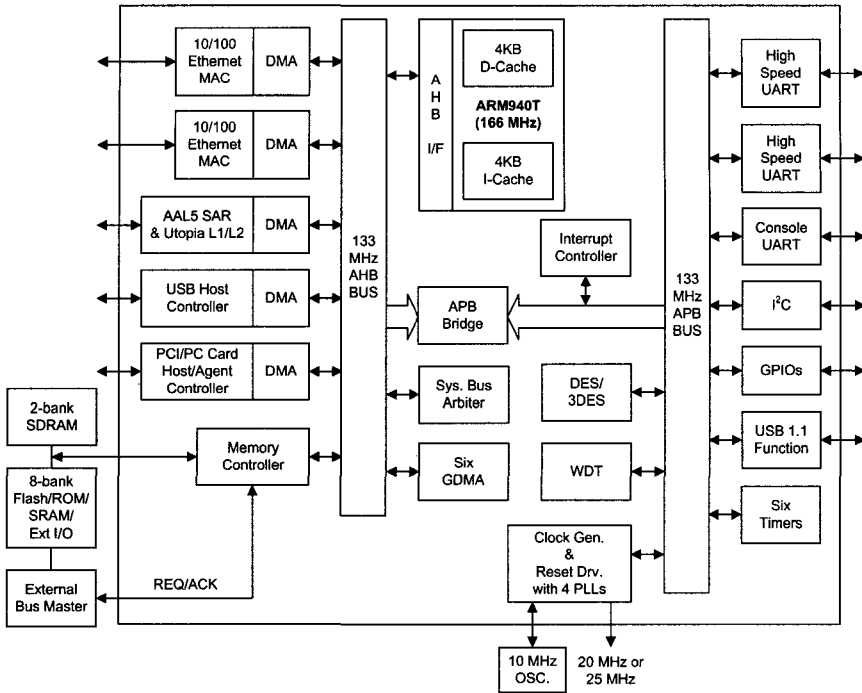 10/100
Ethernet
MAC
DMA
10/100
Ethernet
MAC
DMA
AAL5 SAR
& Utopia L1/L2
DMA
USB Host
Controller
DMA
PCI/PC Card
Host/Agent
Controller
DMA
2-bank
SDRAM
8-bank
Flash/ROM/
SRAM/
Ext I/O
External
Bus Master
REQ/ACK
Memory
Controller
133
MHz
AHB
BUS
A
H
B
I/F
4KB
D-Cache
ARM940T
(166 MHz)
4KB
I-Cache
Interrupt
Controller
APB
Bridge
Sys. Bus
Arbiter
Six
GDMA
DES/
3DES
WDT
Clock Gen.
&
Reset Drv.
with 4 PLLs
10 MHz
OSC.
20 MHz or
25 MHz
133
MHz
APB
BUS
High
Speed
UART
High
Speed
UART
Console
UART
I²C
GPIOs
USB 1.1
Function
Six
Timers